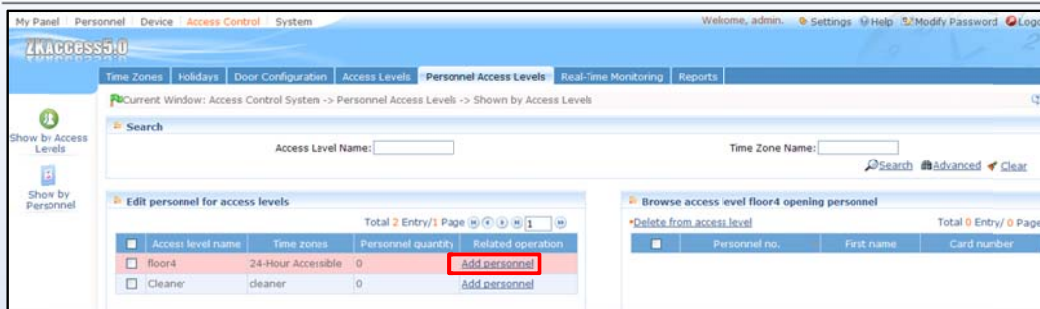 My Panel Personnel Device Access Control System Welcome, admin. Settings Help Modify Password Logo
ZKAccess5.0
Time Zones Holidays Door Configuration Access Levels Personnel Access Levels Real-Time Monitoring Reports
Current Window: Access Control System -> Personnel Access Levels -> Shown by Access Levels
Show by Access Levels
Show by Personnel
Search
Access Level Name: Time Zone Name:
Search Advanced Clear
Edit personnel for access levels
Total 2 Entry/1 Page 1
Access level name Time zones Personnel quantity Related operation
floor4 24-Hour Accessible 0 Add personnel
Cleaner cleaner 0 Add personnel
Browse access level floor4 opening personnel
Delete from access level Total 0 Entry/ 0 Page
Personnel no. First name Card number